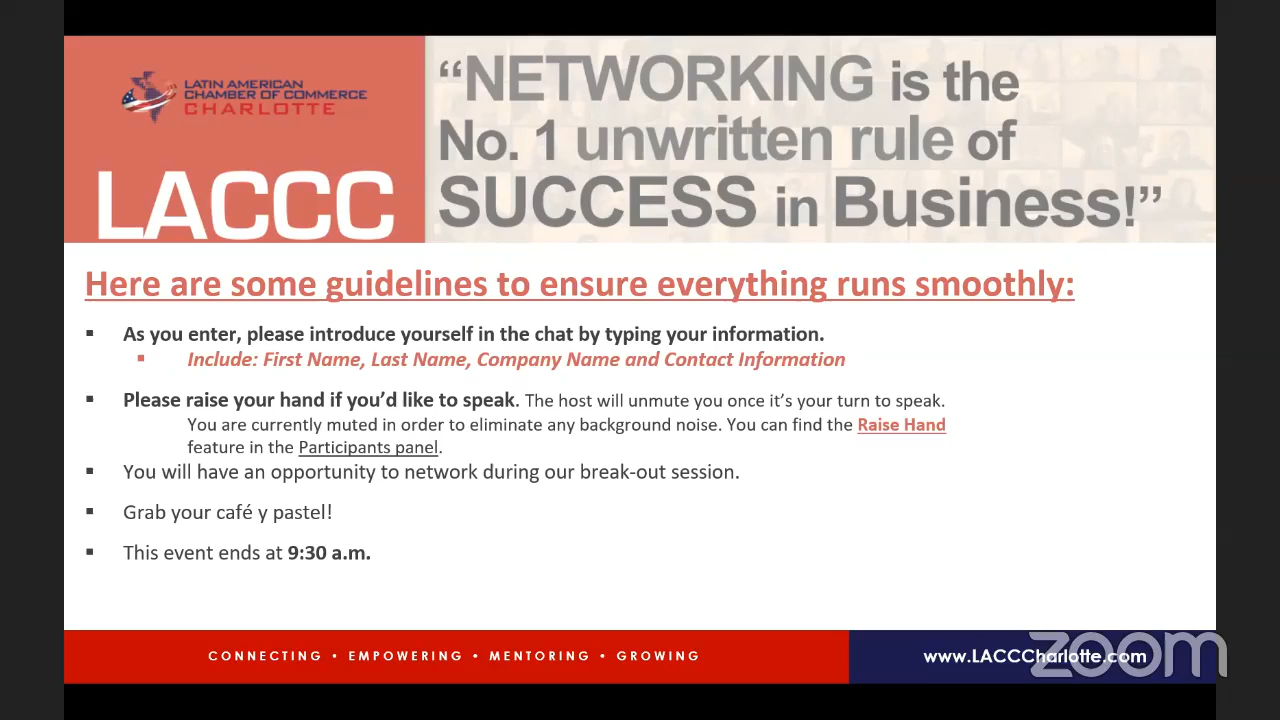 LATIN AMERICAN
CHAMBER OF COMMERCE
CHARLOTTE
LACCC
“NETWORKING is the
No. 1 unwritten rule of
SUCCESS in Business!”
Here are some guidelines to ensure everything runs smoothly:
▪ As you enter, please introduce yourself in the chat by typing your information.
▪ Include: First Name, Last Name, Company Name and Contact Information
▪ Please raise your hand if you’d like to speak. The host will unmute you once it’s your turn to speak.
You are currently muted in order to eliminate any background noise. You can find the Raise Hand
feature in the Participants panel.
▪ You will have an opportunity to network during our break-out session.
▪ Grab your café y pastel!
▪ This event ends at 9:30 a.m.
CONNECTING • EMPOWERING • MENTORING • GROWING
www.LACCCharlotte.com
zoom